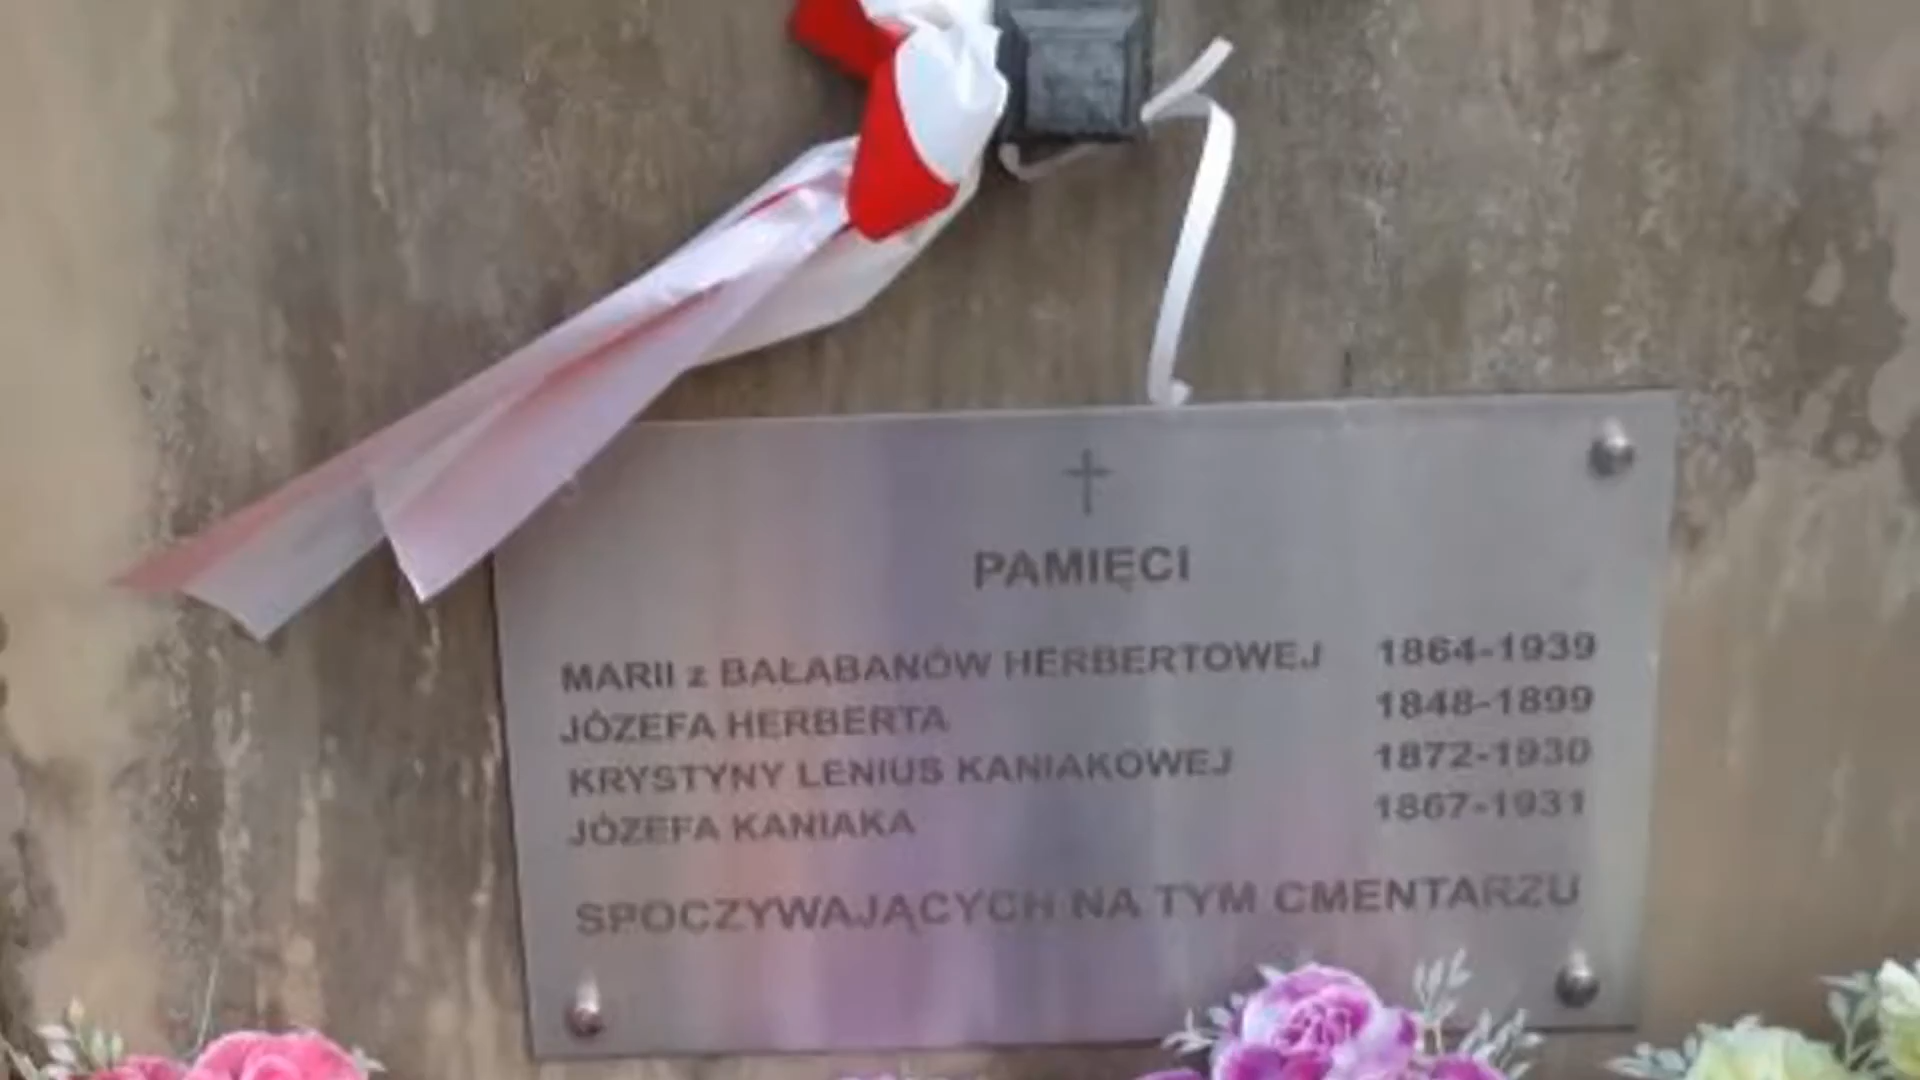 PAMIĘCI
MARII z BAŁABANÓW HERBERTOWEJ 1864-1939
JÓZEFA HERBERTA 1848-1899
KRYSTYNY LENIUS KANIAKOWEJ 1872-1930
JÓZEFA KANIAKA 1867-1931
SPOCZYWAJĄCYCH NA TYM CMENTARZU